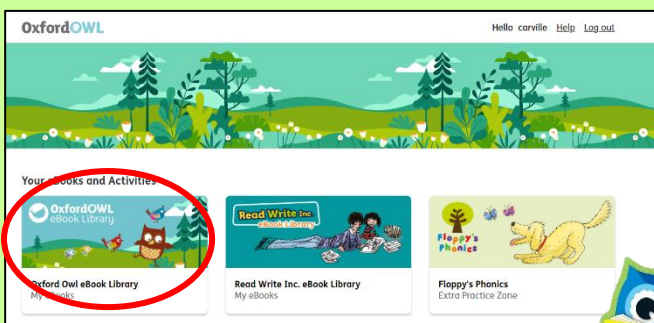 OxfordOWL
Hello carville Help Log out
Your eBooks and Activities
OxfordOWL
eBook Library
Read Write Inc.
eBook Library
Floppy's
Phonics
Oxford Owl eBook Library
My eBooks
Read Write Inc. eBook Library
My eBooks
Floppy's Phonics
Extra Practice Zone